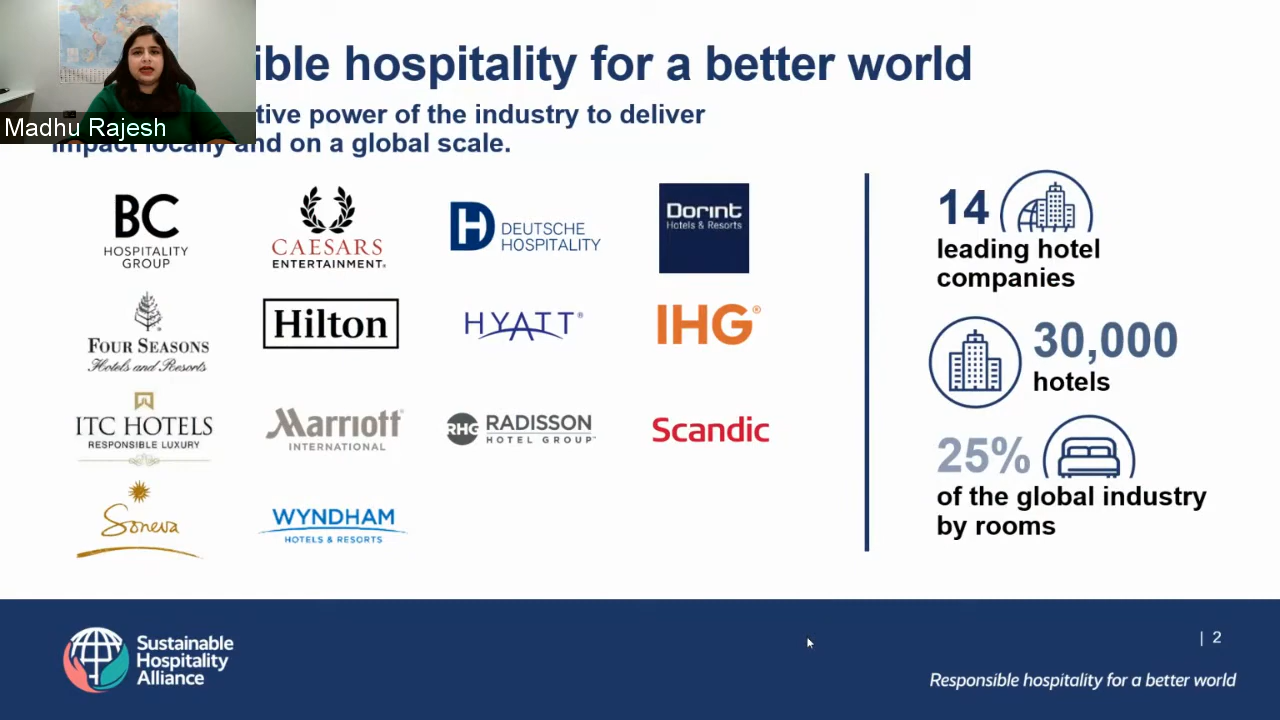 ible hospitality for a better world
tive power of the industry to deliver
impact locally and on a global scale.
Madhu Rajesh
BC
HOSPITALITY
GROUP
CAESARS
ENTERTAINMENT®
DEUTSCHE
HOSPITALITY
Dorint
Hotels & Resorts
FOUR SEASONS
Hotels and Resorts
Hilton
HYATT®
IHG®
ITC HOTELS
RESPONSIBLE LUXURY
Marriott®
INTERNATIONAL
RHG RADISSON
HOTEL GROUP™
Scandic
Soneva
WYNDHAM
HOTELS & RESORTS
14
leading hotel
companies
30,000
hotels
25%
of the global industry
by rooms
Sustainable
Hospitality
Alliance
| 2
Responsible hospitality for a better world